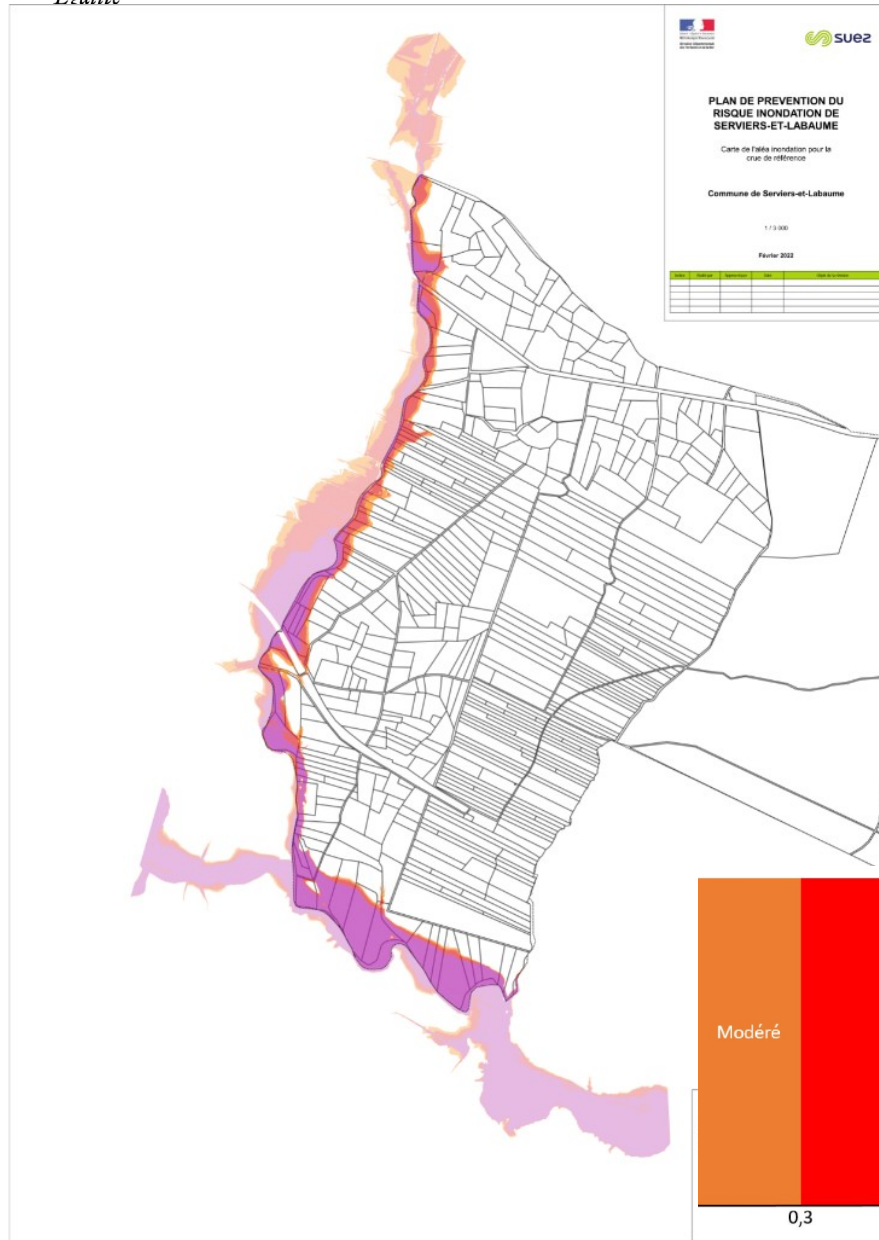 suez
PLAN DE PREVENTION DU
RISQUE INONDATION DE
SERVIERS-ET-LABAUME
Carte de l'aléa inondation pour la
crue de référence
Commune de Serviers-et-Labaume
Février 2022
Modéré
0,3